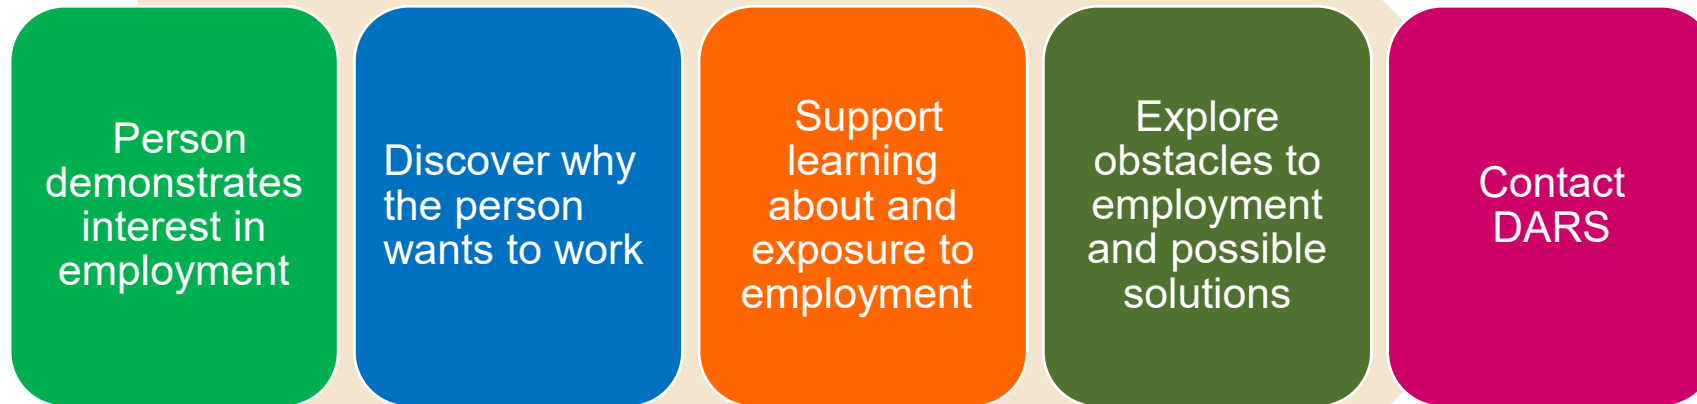 Person
demonstrates
interest in
employment
Discover why
the person
wants to work
Support
learning
about and
exposure to
employment
Explore
obstacles to
employment
and possible
solutions
Contact
DARS